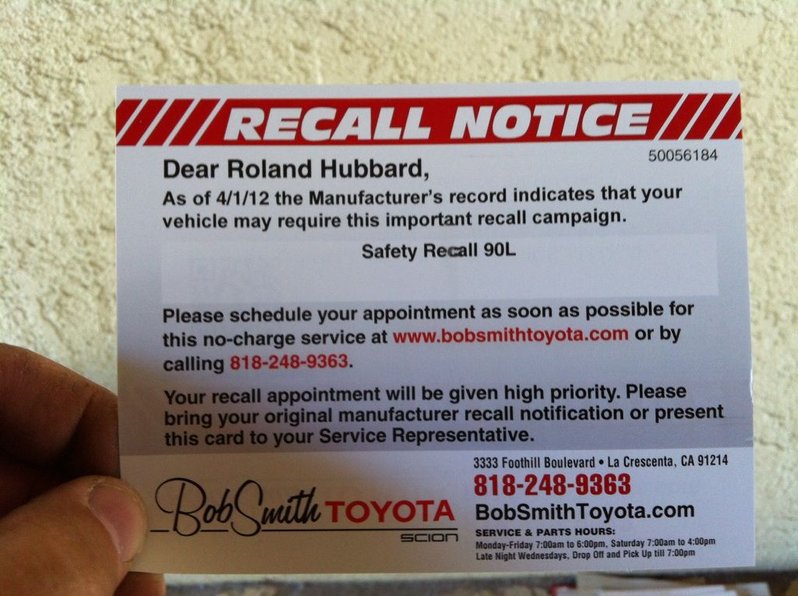 RECALL NOTICE
50056184
Dear Roland Hubbard,
As of 4/1/12 the Manufacturer's record indicates that your
vehicle may require this important recall campaign.
Safety Recall 90L
Please schedule your appointment as soon as possible for
this no-charge service at www.bobsmithtoyota.com or by
calling 818-248-9363.
Your recall appointment will be given high priority. Please
bring your original manufacturer recall notification or present
this card to your Service Representative.
3333 Foothill Boulevard • La Crescenta, CA 91214
818-248-9363
BobSmithToyota.com
SERVICE & PARTS HOURS:
Monday-Friday 7:00am to 6:00pm, Saturday 7:00am to 4:00pm
Late Night Wednesdays, Drop Off and Pick Up till 7:00pm
Bob Smith TOYOTA
SCION